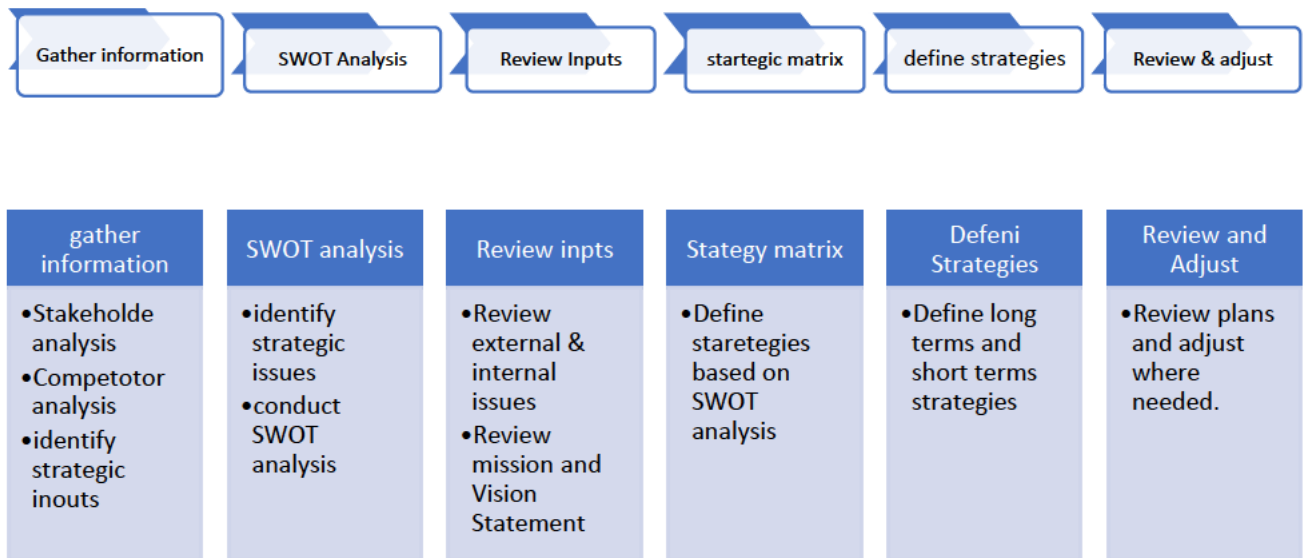 Gather information
SWOT Analysis
Review Inputs
startegic matrix
define strategies
Review & adjust
gather
information
•Stakeholde
analysis
•Competotor
analysis
•identify
strategic
inouts
SWOT analysis
•identify
strategic
issues
•conduct
SWOT
analysis
Review inpts
•Review
external &
internal
issues
•Review
mission and
Vision
Statement
Stategy matrix
•Define
staretegies
based on
SWOT
analysis
Defeni
Strategies
•Define long
terms and
short terms
strategies
Review and
Adjust
•Review plans
and adjust
where
needed.